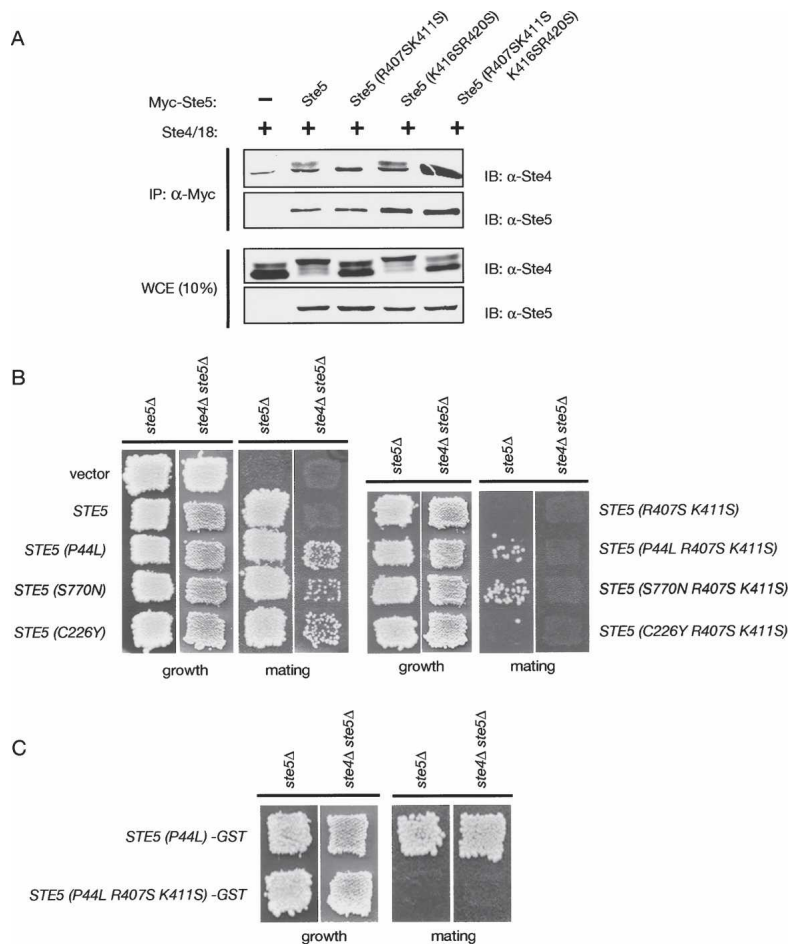 A
Myc-Ste5: – Ste5 Ste5 (R407SK411S) Ste5 (K416SR420S) Ste5 (R407SK411S
K416SR420S)
Ste4/18: + + + + +
IP: α-Myc
IB: α-Ste4
IB: α-Ste5
WCE (10%)
IB: α-Ste4
IB: α-Ste5
B
ste5Δ ste4Δ ste5Δ ste5Δ ste4Δ ste5Δ
vector
STE5
STE5 (P44L)
STE5 (S770N)
STE5 (C226Y)
growth mating
ste5Δ ste4Δ ste5Δ ste5Δ ste4Δ ste5Δ
STE5 (R407S K411S)
STE5 (P44L R407S K411S)
STE5 (S770N R407S K411S)
STE5 (C226Y R407S K411S)
growth mating
C
ste5Δ ste4Δ ste5Δ ste5Δ ste4Δ ste5Δ
STE5 (P44L) -GST
STE5 (P44L R407S K411S) -GST
growth mating